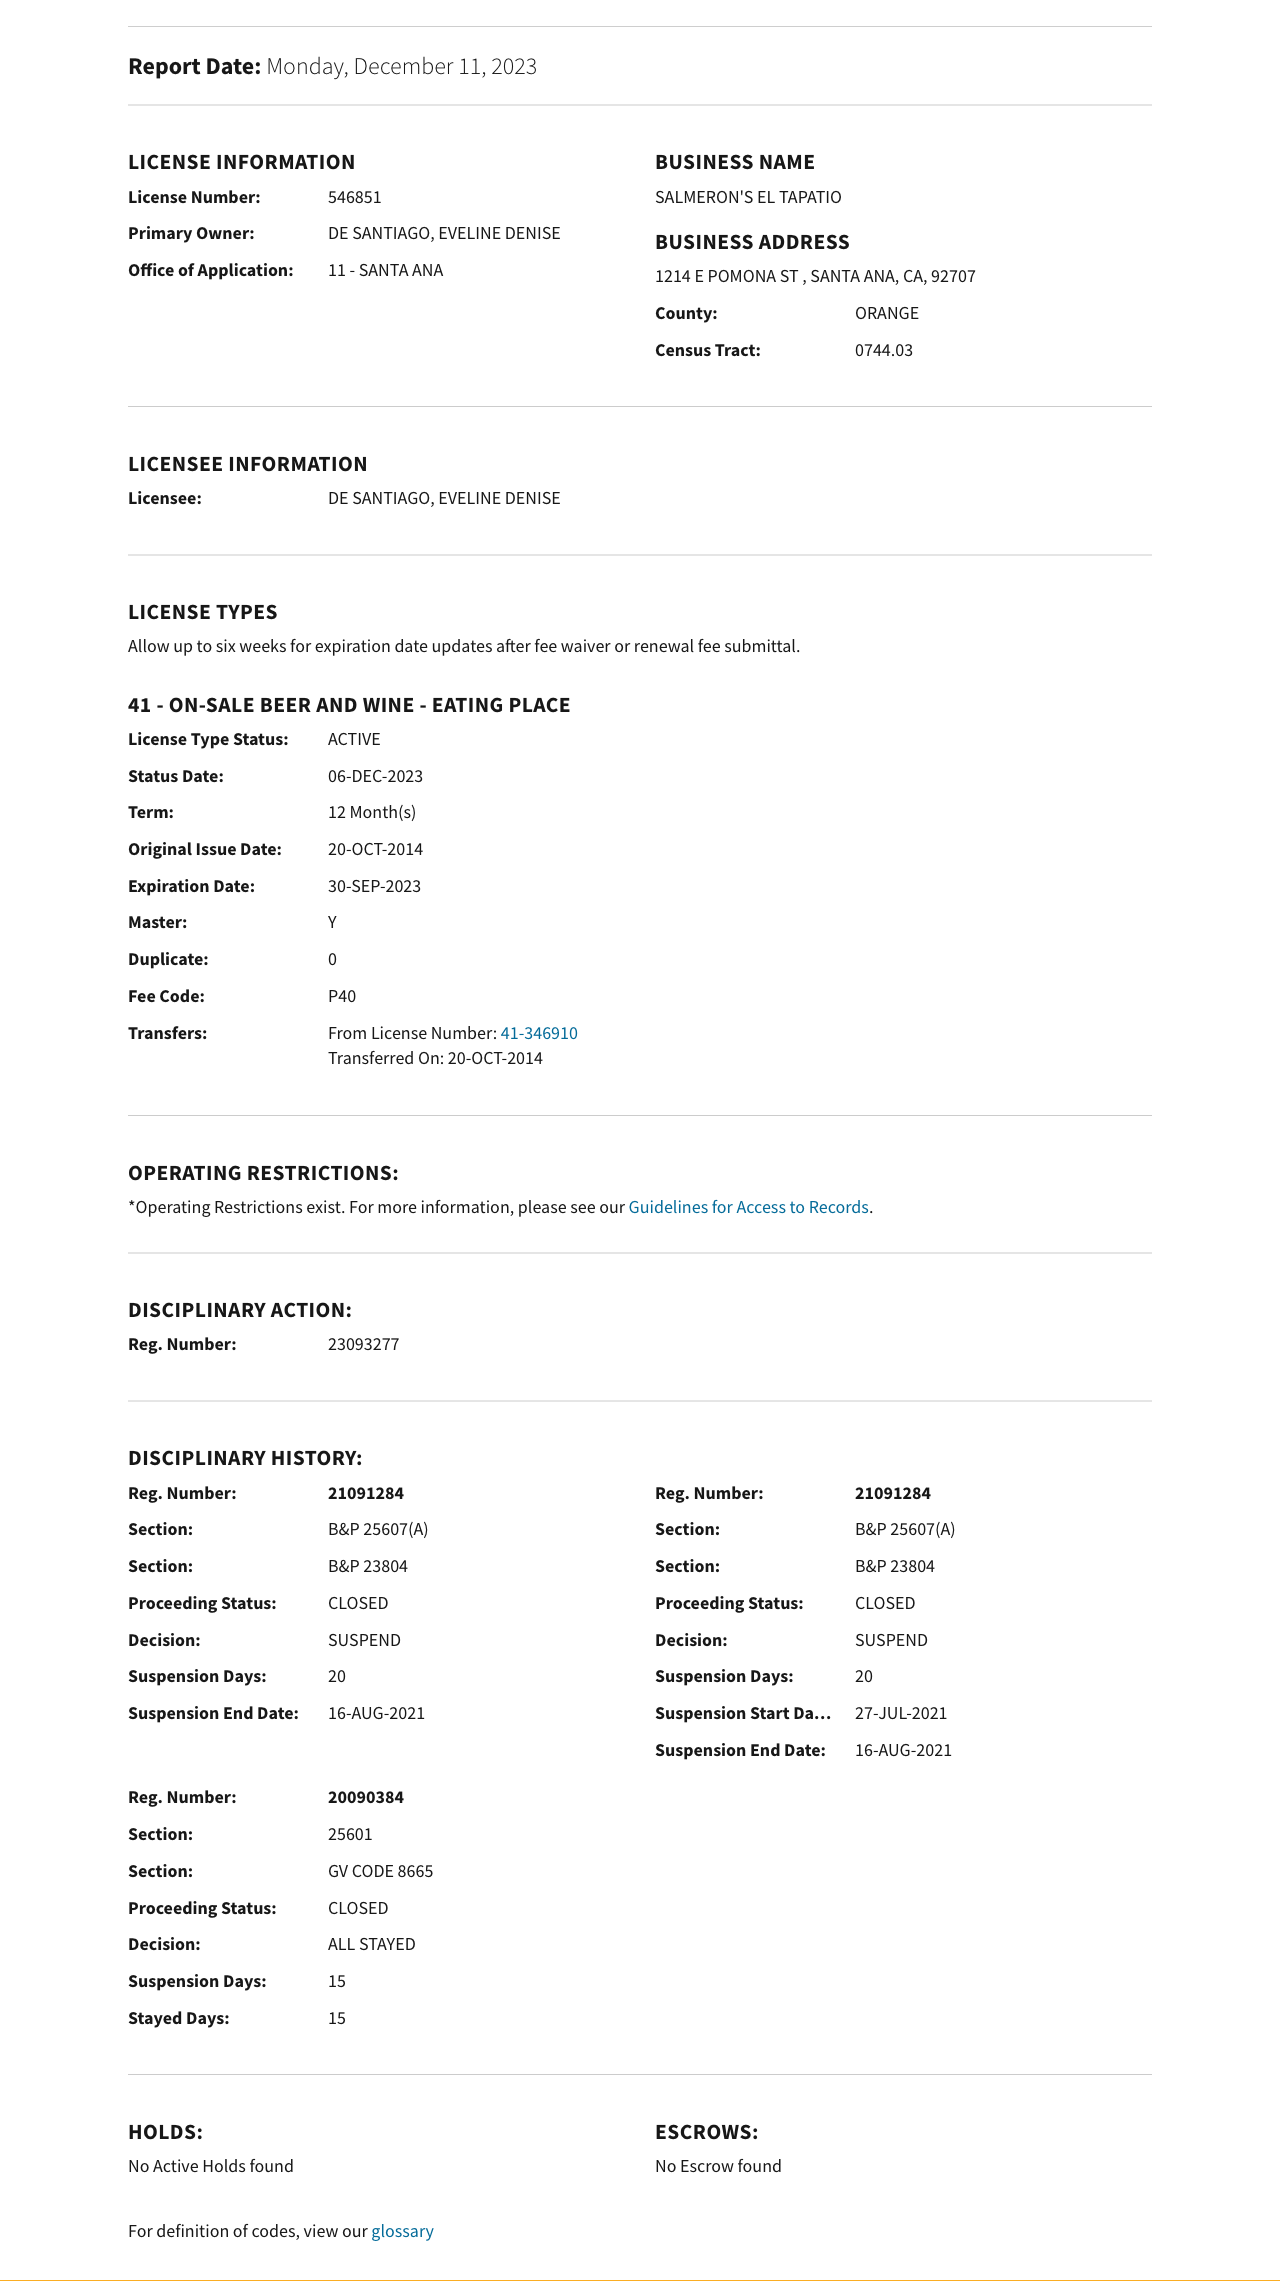 Report Date: Monday, December 11, 2023
LICENSE INFORMATION
License Number: 546851
Primary Owner: DE SANTIAGO, EVELINE DENISE
Office of Application: 11 - SANTA ANA
BUSINESS NAME
SALMERON'S EL TAPATIO
BUSINESS ADDRESS
1214 E POMONA ST , SANTA ANA, CA, 92707
County: ORANGE
Census Tract: 0744.03
LICENSEE INFORMATION
Licensee: DE SANTIAGO, EVELINE DENISE
LICENSE TYPES
Allow up to six weeks for expiration date updates after fee waiver or renewal fee submittal.
41 - ON-SALE BEER AND WINE - EATING PLACE
License Type Status: ACTIVE
Status Date: 06-DEC-2023
Term: 12 Month(s)
Original Issue Date: 20-OCT-2014
Expiration Date: 30-SEP-2023
Master: Y
Duplicate: 0
Fee Code: P40
Transfers: From License Number: 41-346910
Transferred On: 20-OCT-2014
OPERATING RESTRICTIONS:
*Operating Restrictions exist. For more information, please see our Guidelines for Access to Records.
DISCIPLINARY ACTION:
Reg. Number: 23093277
DISCIPLINARY HISTORY:
Reg. Number: 21091284
Section: B&P 25607(A)
Section: B&P 23804
Proceeding Status: CLOSED
Decision: SUSPEND
Suspension Days: 20
Suspension End Date: 16-AUG-2021
Reg. Number: 21091284
Section: B&P 25607(A)
Section: B&P 23804
Proceeding Status: CLOSED
Decision: SUSPEND
Suspension Days: 20
Suspension Start Da... 27-JUL-2021
Suspension End Date: 16-AUG-2021
Reg. Number: 20090384
Section: 25601
Section: GV CODE 8665
Proceeding Status: CLOSED
Decision: ALL STAYED
Suspension Days: 15
Stayed Days: 15
HOLDS:
No Active Holds found
ESCROWS:
No Escrow found
For definition of codes, view our glossary